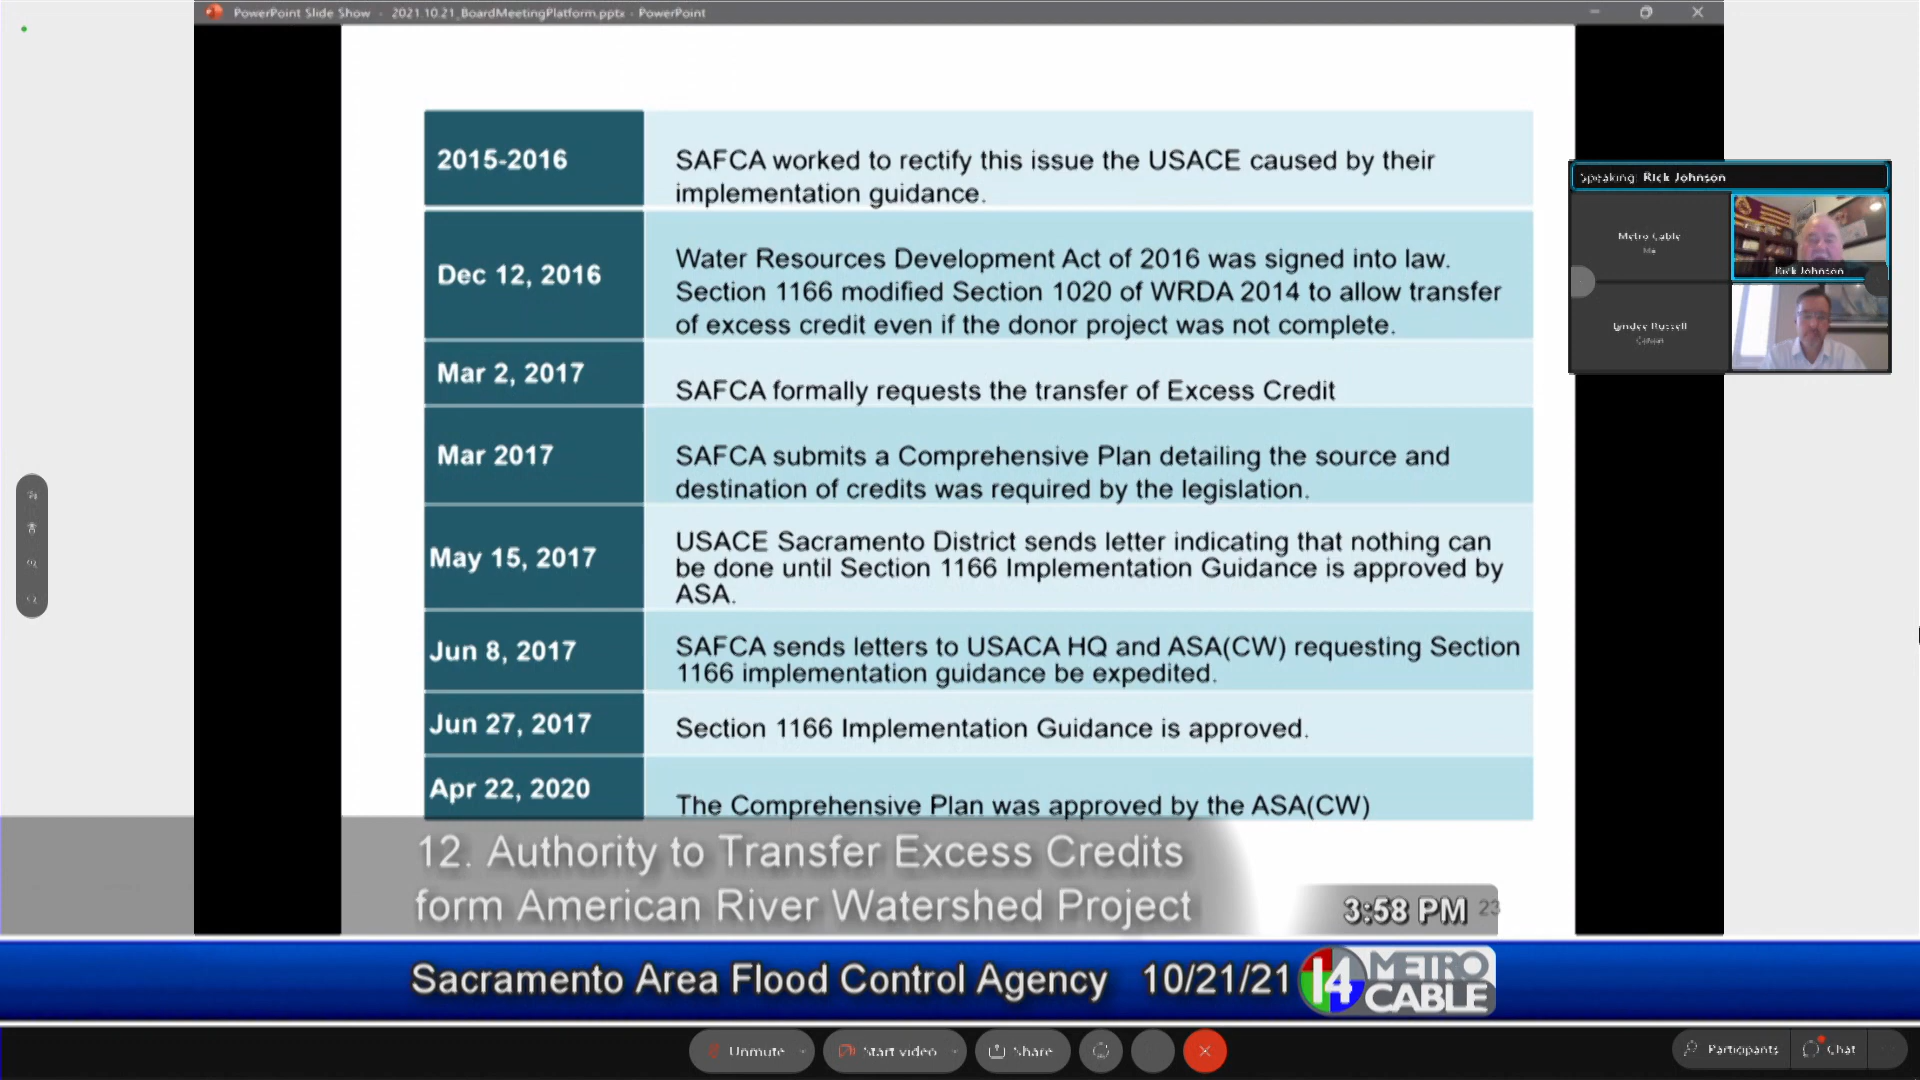 PowerPoint Slide Show - 2021.10.21_BoardMeetingPlatform.pptx - PowerPoint
2015-2016
SAFCA worked to rectify this issue the USACE caused by their
implementation guidance.
Dec 12, 2016
Water Resources Development Act of 2016 was signed into law.
Section 1166 modified Section 1020 of WRDA 2014 to allow transfer
of excess credit even if the donor project was not complete.
Mar 2, 2017
SAFCA formally requests the transfer of Excess Credit
Mar 2017
SAFCA submits a Comprehensive Plan detailing the source and
destination of credits was required by the legislation.
May 15, 2017
USACE Sacramento District sends letter indicating that nothing can
be done until Section 1166 Implementation Guidance is approved by
ASA.
Jun 8, 2017
SAFCA sends letters to USACA HQ and ASA(CW) requesting Section
1166 implementation guidance be expedited.
Jun 27, 2017
Section 1166 Implementation Guidance is approved.
Apr 22, 2020
The Comprehensive Plan was approved by the ASA(CW)
Speaking: Rick Johnson
Metro Cable
Me
Rick Johnson
Lyndee Russell
12. Authority to Transfer Excess Credits
form American River Watershed Project
3:58 PM
23
Sacramento Area Flood Control Agency 10/21/21
14 METRO
CABLE
Unmute
Start video
Share
Participants
Chat